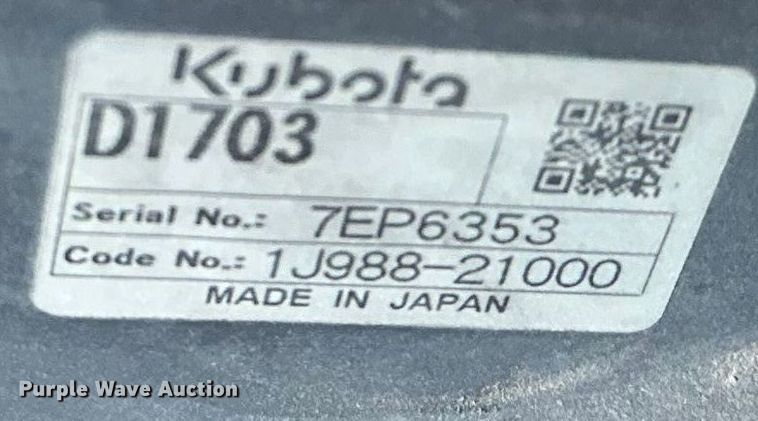 Kubota
D1703
Serial No.: 7EP6353
Code No.: 1J988-21000
MADE IN JAPAN
Purple Wave Auction